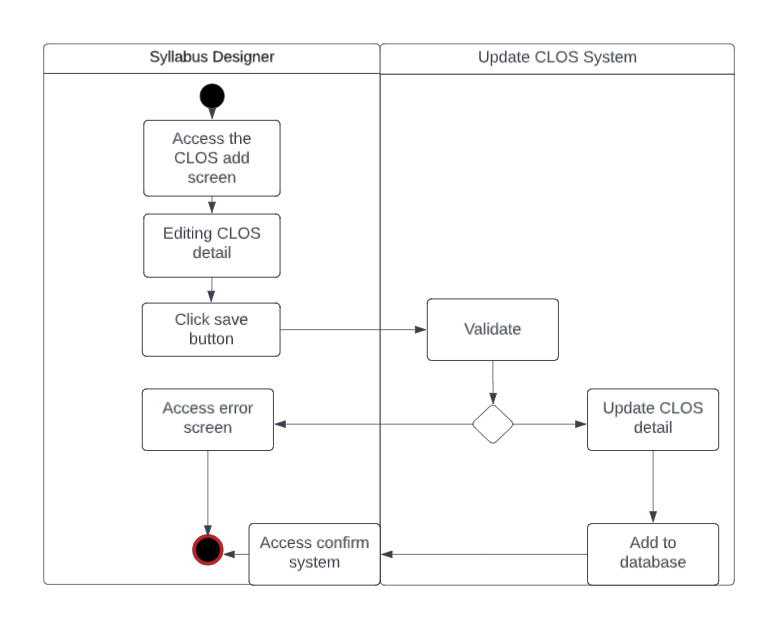 Syllabus Designer
Update CLOS System
Access the
CLOS add
screen
Editing CLOS
detail
Click save
button
Validate
Access error
screen
Update CLOS
detail
Access confirm
system
Add to
database